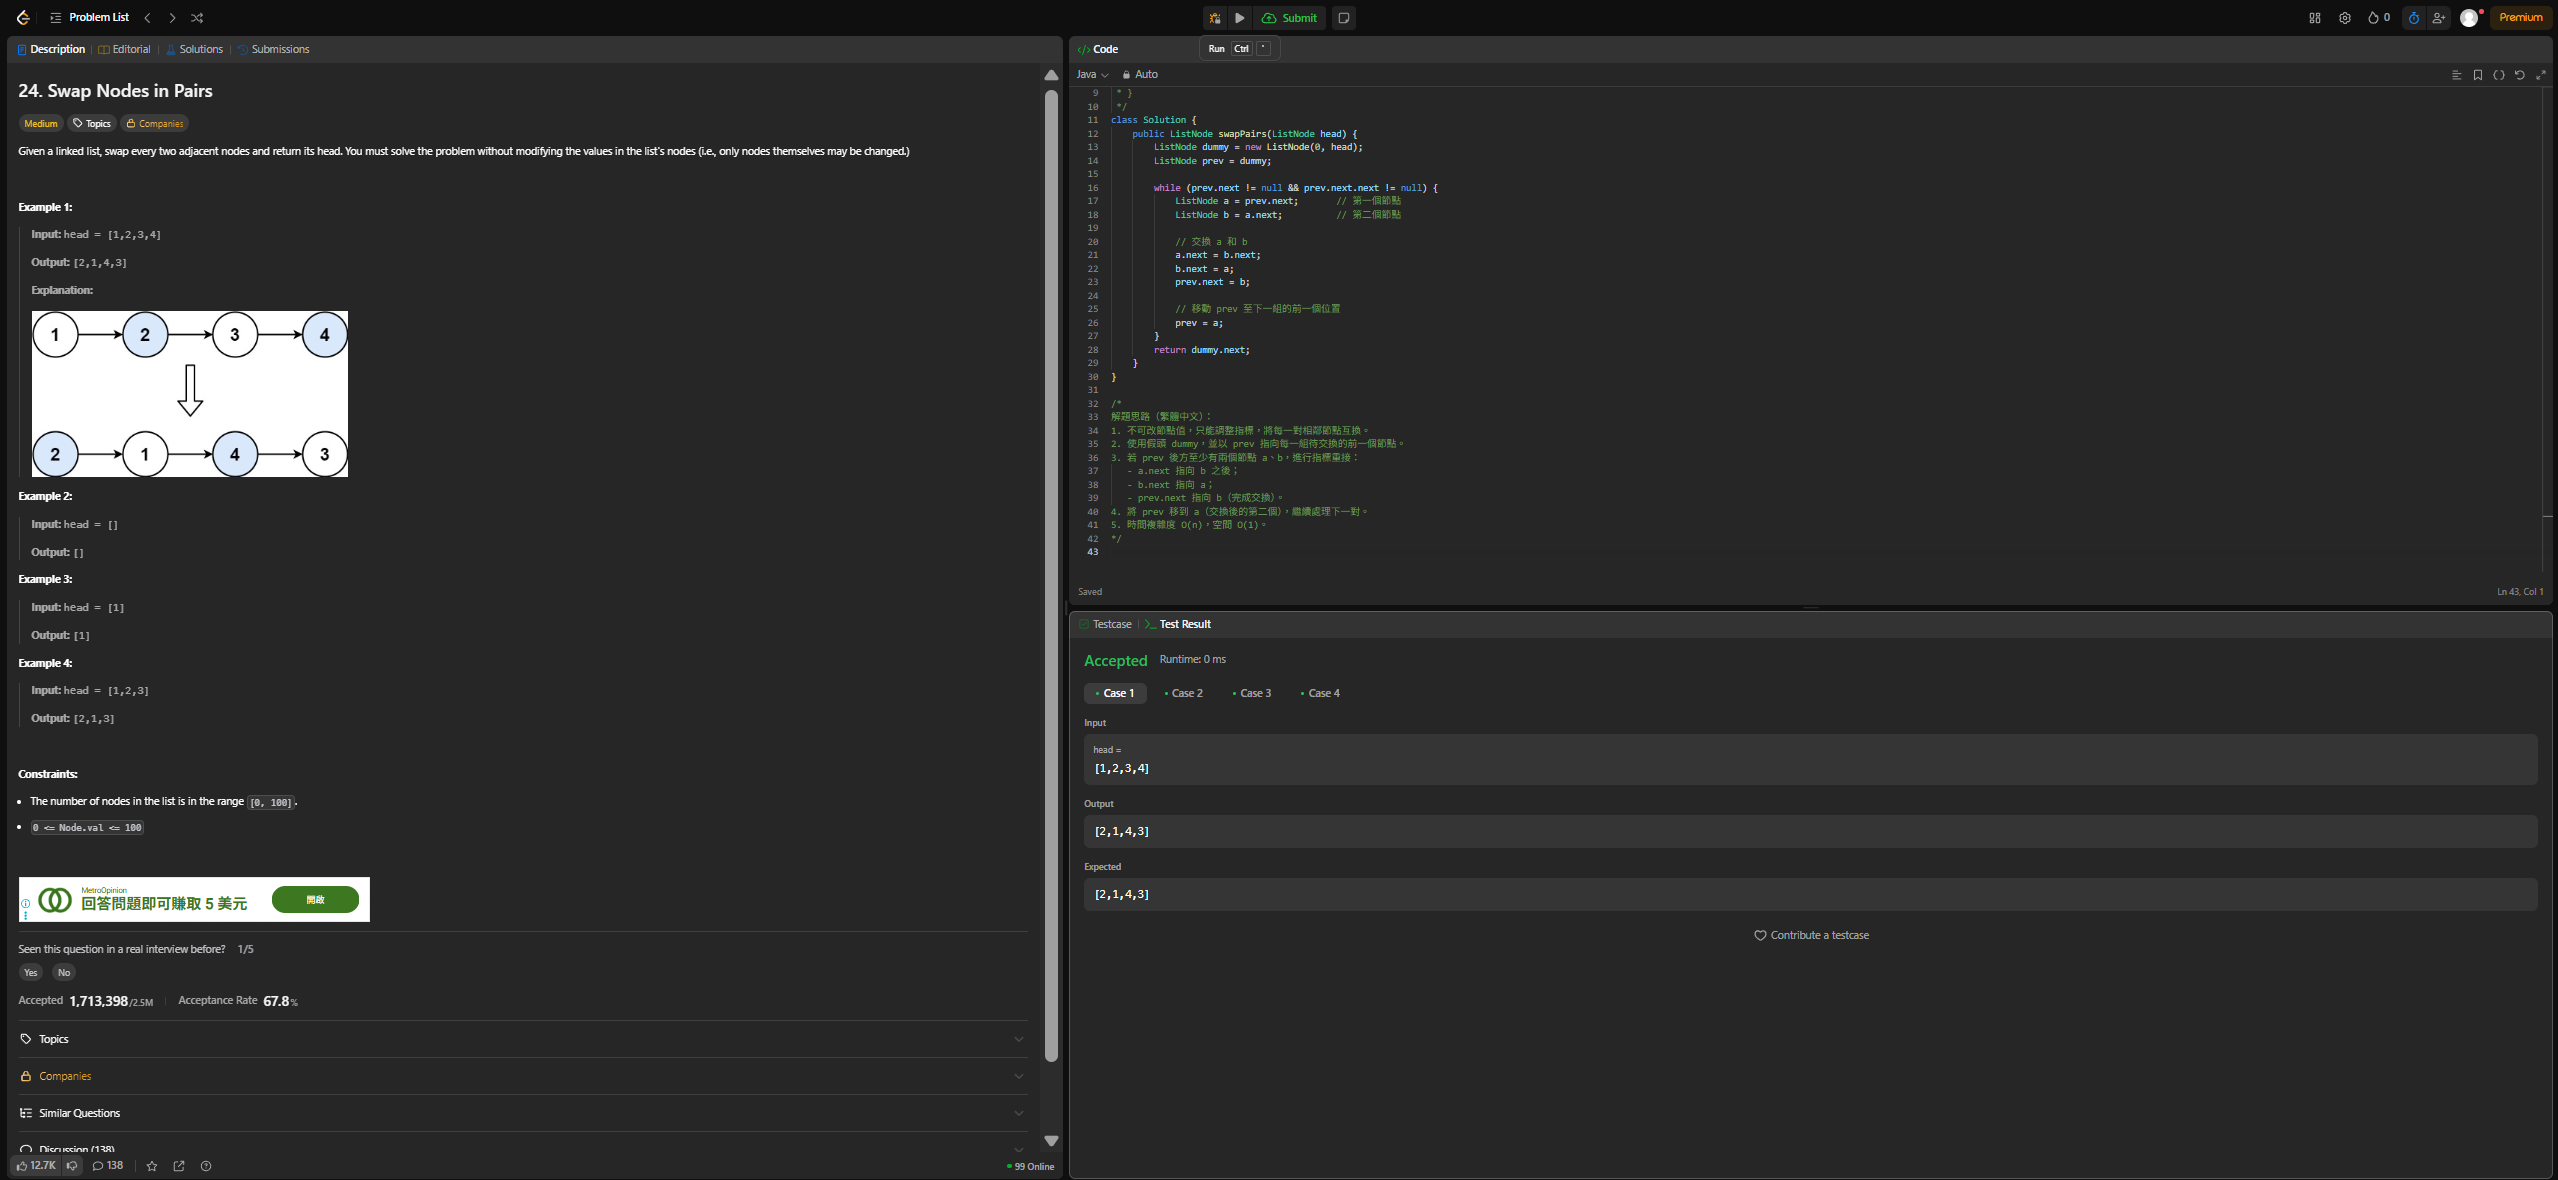 Problem List
Submit
0
Premium
Description
Editorial
Solutions
Submissions
24. Swap Nodes in Pairs
Medium
Topics
Companies
Given a linked list, swap every two adjacent nodes and return its head. You must solve the problem without modifying the values in the list's nodes (i.e., only nodes themselves may be changed.)
Example 1:
Input: head = [1,2,3,4]
Output: [2,1,4,3]
Explanation:
1 2 3 4
2 1 4 3
Example 2:
Input: head = []
Output: []
Example 3:
Input: head = [1]
Output: [1]
Example 4:
Input: head = [1,2,3]
Output: [2,1,3]
Constraints:
The number of nodes in the list is in the range [0, 100].
0 <= Node.val <= 100
MetroOpinion
回答問題即可賺取 5 美元
開啟
Seen this question in a real interview before? 1/5
Yes
No
Accepted 1,713,398/2.5M
Acceptance Rate 67.8%
Topics
Companies
Similar Questions
Discussion (138)
12.7K
138
99 Online
</> Code
Run Ctrl '
Java
Auto
9 * }
10 */
11 class Solution {
12 public ListNode swapPairs(ListNode head) {
13 ListNode dummy = new ListNode(0, head);
14 ListNode prev = dummy;
15
16 while (prev.next != null && prev.next.next != null) {
17 ListNode a = prev.next; // 第一個節點
18 ListNode b = a.next; // 第二個節點
19
20 // 交換 a 和 b
21 a.next = b.next;
22 b.next = a;
23 prev.next = b;
24
25 // 移動 prev 至下一組的前一個位置
26 prev = a;
27 }
28 return dummy.next;
29 }
30 }
31
32 /*
33 解題思路（繁體中文）：
34 1. 不可改節點值，只能調整指標，將每一對相鄰節點互換。
35 2. 使用假頭 dummy，並以 prev 指向每一組待交換的前一個節點。
36 3. 若 prev 後方至少有兩個節點 a、b，進行指標重接：
37 - a.next 指向 b 之後；
38 - b.next 指向 a；
39 - prev.next 指向 b（完成交換）。
40 4. 將 prev 移到 a（交換後的第二個），繼續處理下一對。
41 5. 時間複雜度 O(n)，空間 O(1)。
42 */
43
Saved
Ln 43, Col 1
Testcase
Test Result
Accepted
Runtime: 0 ms
Case 1
Case 2
Case 3
Case 4
Input
head =
[1,2,3,4]
Output
[2,1,4,3]
Expected
[2,1,4,3]
Contribute a testcase